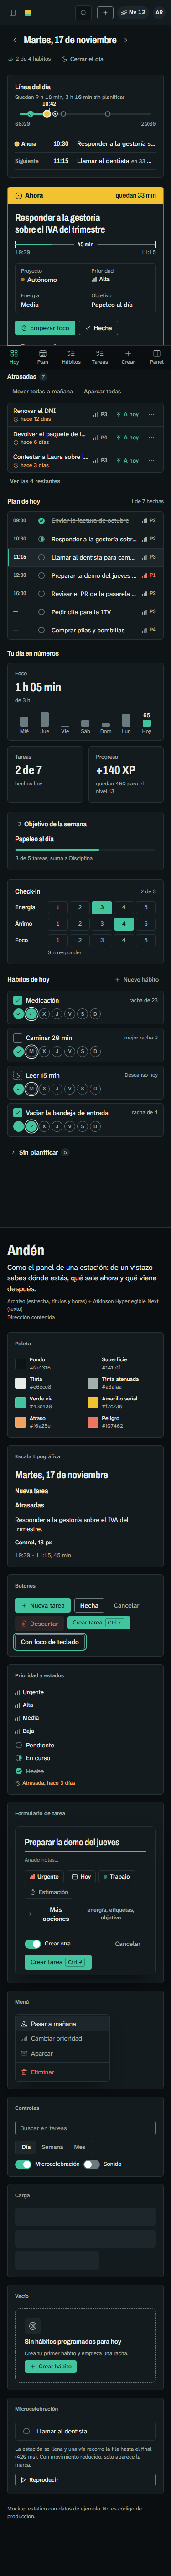 Nv 12
AR
Martes, 17 de noviembre
2 de 4 hábitos
Cerrar el día
Línea del día
Quedan 9 h 18 min, 3 h 10 min sin planificar
10:42
08:00
20:00
Ahora
10:30
Responder a la gestoría s...
Siguiente
11:15
Llamar al dentista en 33 ...
Ahora
quedan 33 min
Responder a la gestoría
sobre el IVA del trimestre
45 min
10:30
11:15
Proyecto
Autónomo
Prioridad
Alta
Energía
Media
Objetivo
Papeleo al día
Empezar foco
Hecha
Hoy
Plan
Hábitos
Tareas
Crear
Panel
Atrasadas 7
Mover todas a mañana
Aparcar todas
Renovar el DNI
hace 12 días
P3
A hoy
Devolver el paquete de l...
hace 6 días
P4
A hoy
Contestar a Laura sobre l...
hace 3 días
P3
A hoy
Ver las 4 restantes
Plan de hoy
1 de 7 hechas
09:00
Enviar la factura de octubre
P2
10:30
Responder a la gestoría sobr...
P2
11:15
Llamar al dentista para cam...
P3
12:00
Preparar la demo del jueves ...
P1
16:00
Revisar el PR de la pasarela ...
P2
—
Pedir cita para la ITV
P3
—
Comprar pilas y bombillas
P4
Tu día en números
Foco
1 h 05 min
de 3 h
65
Mié
Jue
Vie
Sáb
Dom
Lun
Hoy
Tareas
2 de 7
hechas hoy
Progreso
+140 XP
quedan 460 para el
nivel 13
Objetivo de la semana
Papeleo al día
3 de 5 tareas, suma a Disciplina
Check-in
2 de 3
Energía
1
2
3
4
5
Ánimo
1
2
3
4
5
Foco
1
2
3
4
5
Sin responder
Hábitos de hoy
Nuevo hábito
Medicación
racha de 23
X
J
V
S
D
Caminar 20 min
mejor racha 9
M
X
J
V
S
D
Leer 15 min
Descanso hoy
M
X
J
V
S
D
Vaciar la bandeja de entrada
racha de 4
X
J
V
S
D
Sin planificar 5
Andén
Como el panel de una estación: de un vistazo
sabes dónde estás, qué sale ahora y qué viene
después.
Archivo (estrecha, títulos y horas) + Atkinson Hyperlegible Next
(texto)
Dirección contenida
Paleta
Fondo
#0e1316
Superficie
Tinta
Tinta atenuada
Verde vía
#43c4a0
Amarillo señal
#f2c230
Atraso
Peligro
Escala tipográfica
Martes, 17 de noviembre
Nueva tarea
Atrasadas
Responder a la gestoría sobre el IVA del
trimestre.
Control, 13 px
10:30 – 11:15, 45 min
Botones
Nueva tarea
Hecha
Cancelar
Descartar
Crear tarea Ctrl ↵
Con foco de teclado
Prioridad y estados
Urgente
Alta
Media
Baja
Pendiente
En curso
Hecha
Atrasada, hace 3 días
Formulario de tarea
Preparar la demo del jueves
Añade notas...
Urgente
Hoy
Trabajo
Estimación
Más
opciones
energía, etiquetas,
objetivo
Crear otra
Cancelar
Crear tarea Ctrl ↵
Menú
Pasar a mañana
Cambiar prioridad
Aparcar
Eliminar
Controles
Buscar en tareas
Día
Semana
Mes
Microcelebración
Sonido
Carga
Vacío
Sin hábitos programados para hoy
Crea tu primer hábito y empieza una racha.
Crear hábito
Microcelebración
Llamar al dentista
La estación se llena y una vía recorre la fila hasta el final
(420 ms). Con movimiento reducido, solo aparece la
marca.
Reproducir
Mockup estático con datos de ejemplo. No es código de
producción.